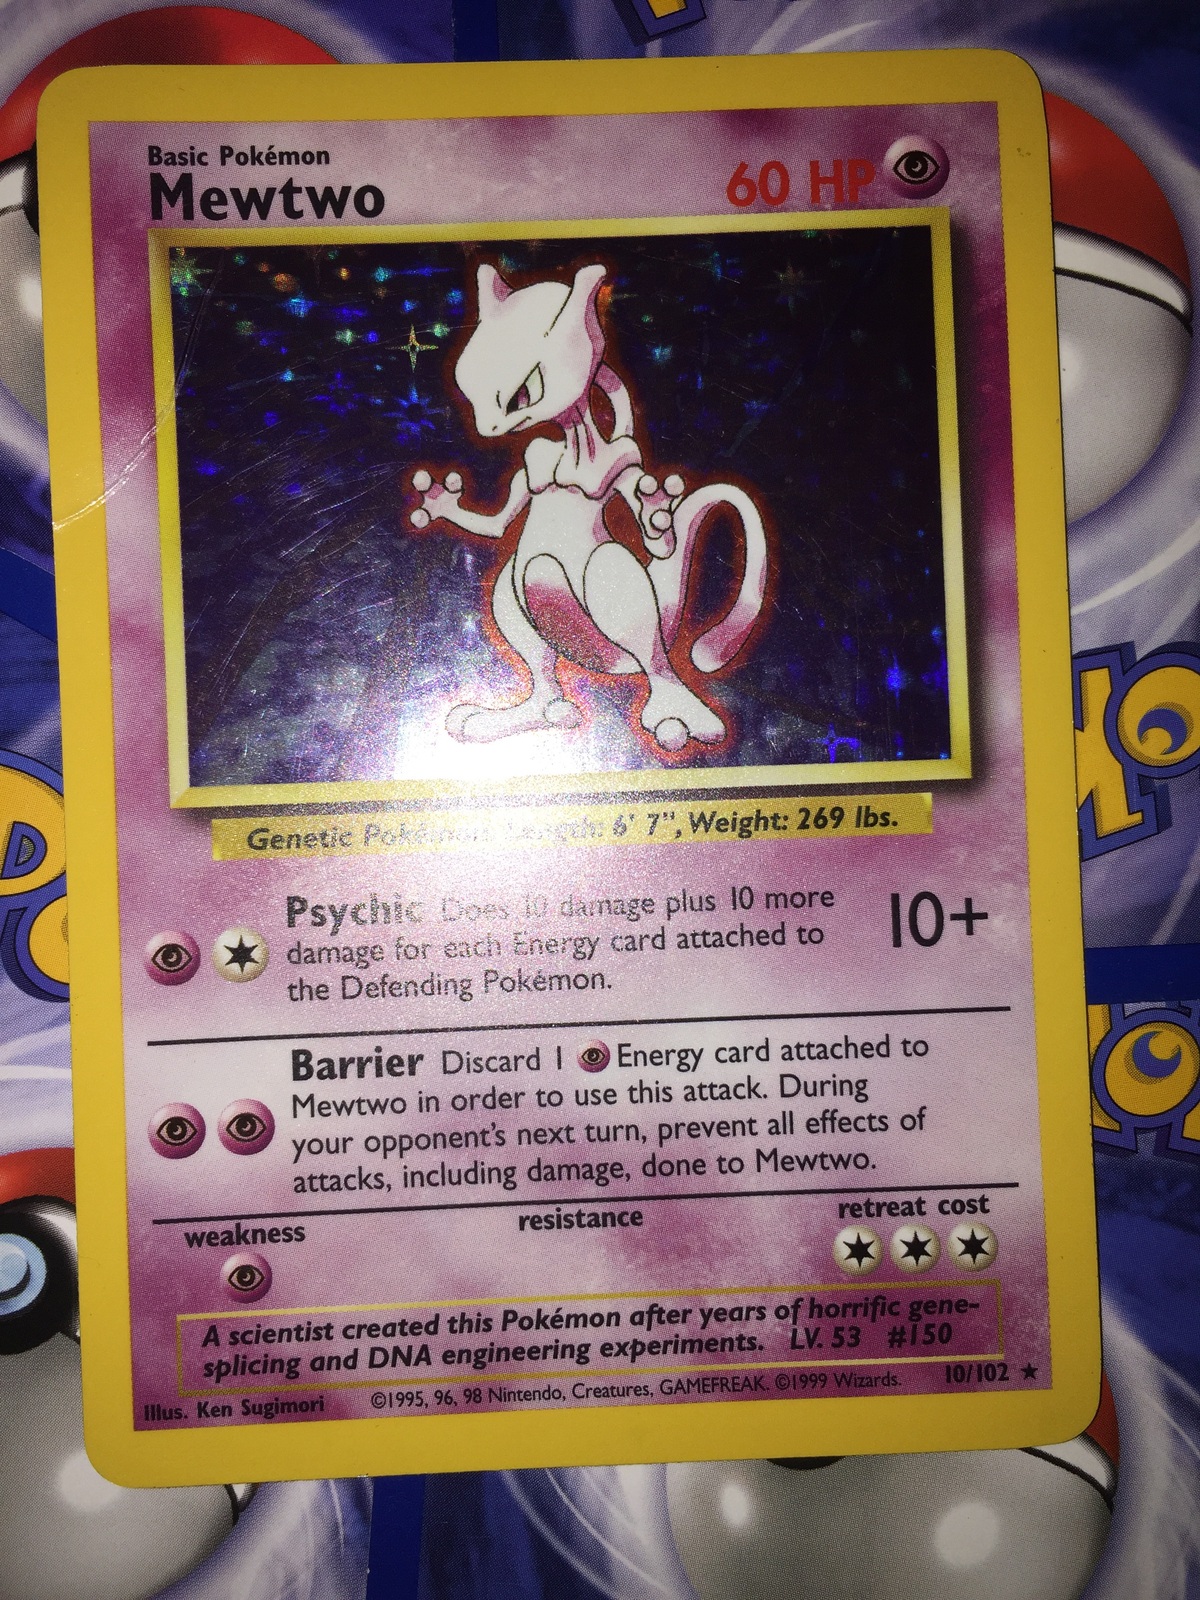 Basic Pokémon
Mewtwo
60 HP
Genetic Pokémon. Length: 6' 7", Weight: 269 lbs.
Psychic Does 10 damage plus 10 more
damage for each Energy card attached to
the Defending Pokémon.
10+
Barrier Discard 1 Energy card attached to
Mewtwo in order to use this attack. During
your opponent's next turn, prevent all effects of
attacks, including damage, done to Mewtwo.
weakness
resistance
retreat cost
A scientist created this Pokémon after years of horrific gene-
splicing and DNA engineering experiments. LV. 53 #150
Illus. Ken Sugimori
©1995, 96, 98 Nintendo, Creatures, GAMEFREAK. ©1999 Wizards.
10/102 ★